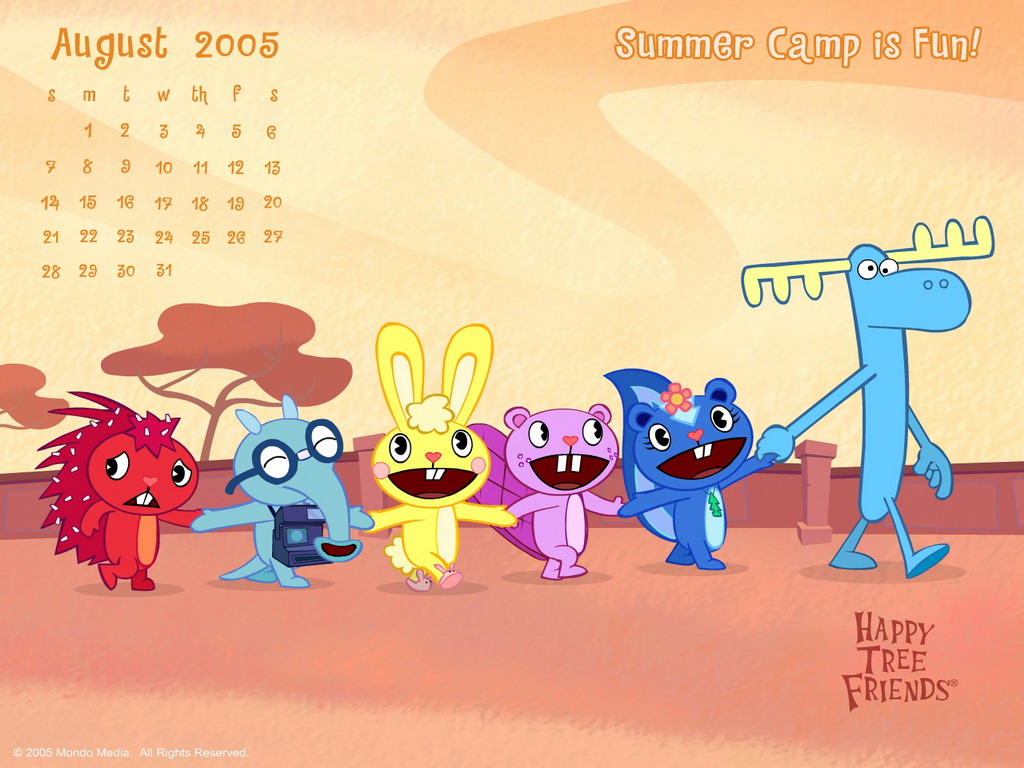 August 2005
s m t w th f s
1 2 3 4 5 6
7 8 9 10 11 12 13
14 15 16 17 18 19 20
21 22 23 24 25 26 27
28 29 30 31
Summer Camp is Fun!
HAPPY
TREE
FRIENDS®
© 2005 Mondo Media. All Rights Reserved.